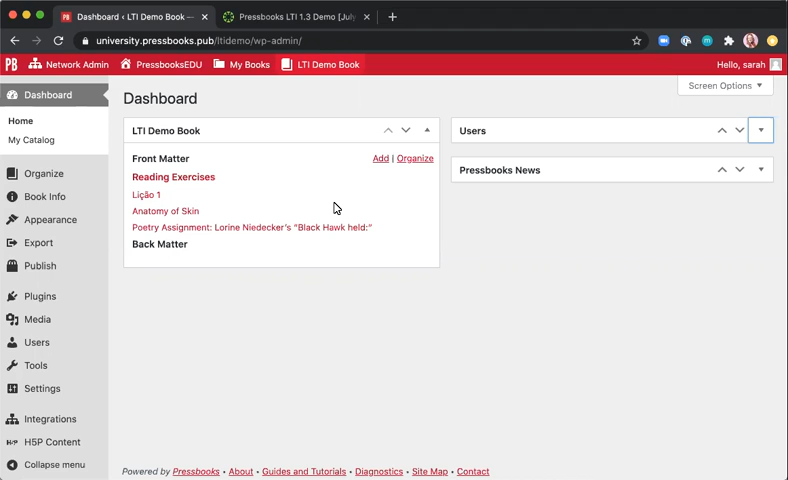 Dashboard ‹ LTI Demo Book —
Pressbooks LTI 1.3 Demo [July
university.pressbooks.pub/ltidemo/wp-admin/
PB Network Admin PressbooksEDU My Books LTI Demo Book Hello, sarah
Dashboard
Home
My Catalog
Organize
Book Info
Appearance
Export
Publish
Plugins
Media
Users
Tools
Settings
Integrations
H-P H5P Content
Collapse menu
Screen Options
Dashboard
LTI Demo Book
Front Matter Add | Organize
Reading Exercises
Lição 1
Anatomy of Skin
Poetry Assignment: Lorine Niedecker's "Black Hawk held:"
Back Matter
Users
Pressbooks News
Powered by Pressbooks • About • Guides and Tutorials • Diagnostics • Site Map • Contact